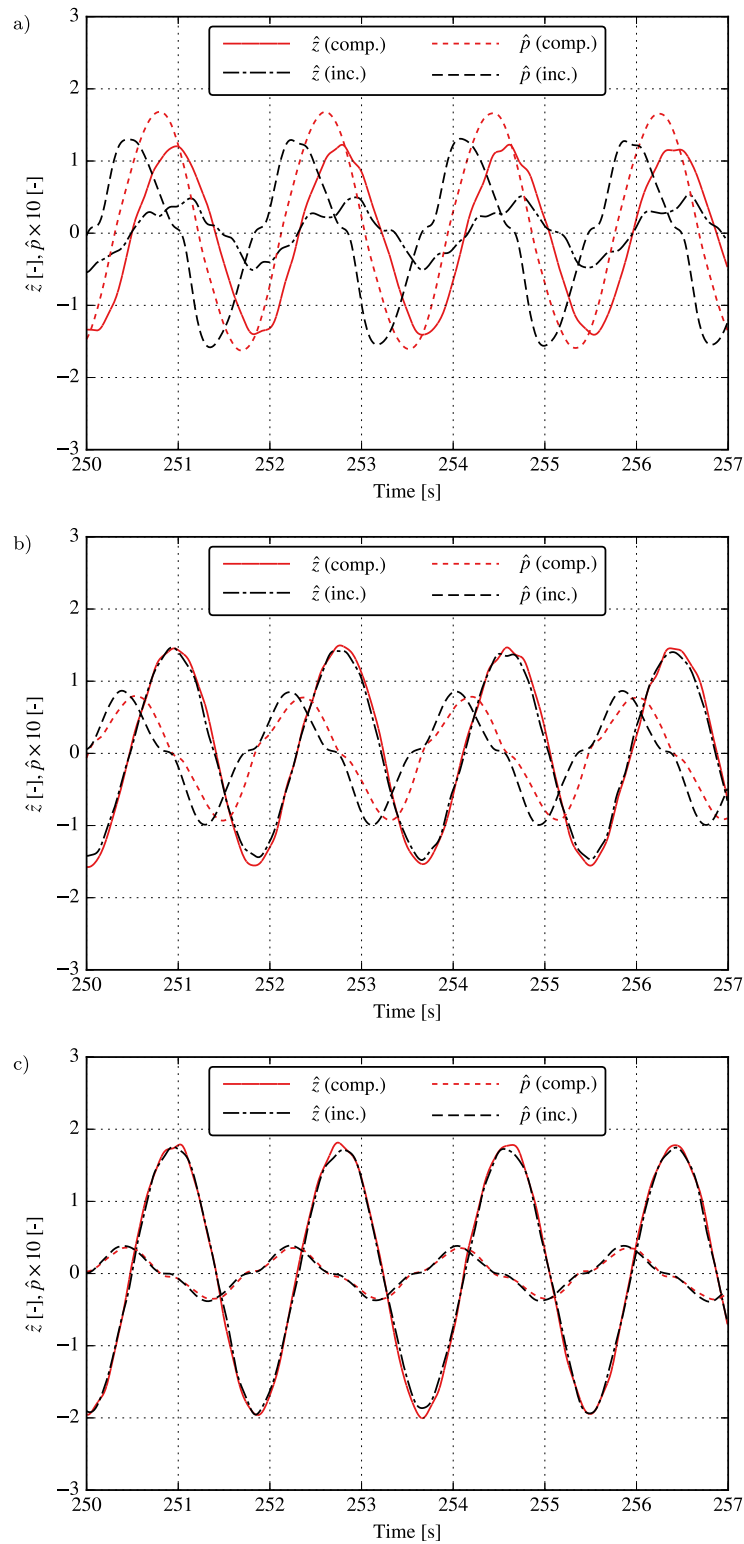 a)
3
2
1
0
−1
−2
−3
ẑ [-], p̂×10 [-]
ẑ (comp.) p̂ (comp.)
ẑ (inc.) p̂ (inc.)
250 251 252 253 254 255 256 257
Time [s]
b)
3
2
1
0
−1
−2
−3
ẑ [-], p̂×10 [-]
ẑ (comp.) p̂ (comp.)
ẑ (inc.) p̂ (inc.)
250 251 252 253 254 255 256 257
Time [s]
c)
3
2
1
0
−1
−2
−3
ẑ [-], p̂×10 [-]
ẑ (comp.) p̂ (comp.)
ẑ (inc.) p̂ (inc.)
250 251 252 253 254 255 256 257
Time [s]